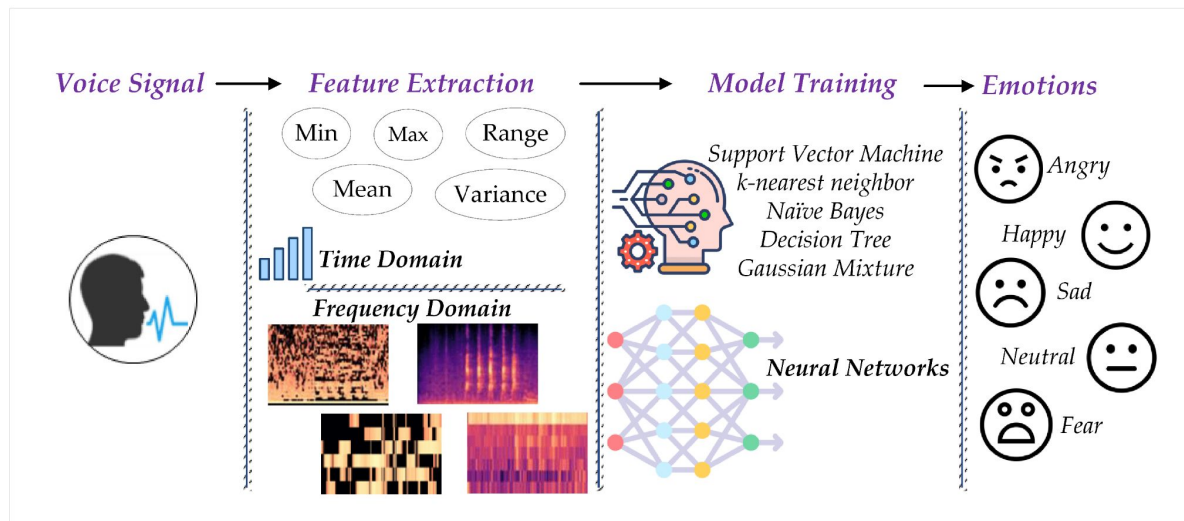 Voice Signal
Feature Extraction
Model Training
Emotions
Min
Max
Range
Mean
Variance
Time Domain
Frequency Domain
Support Vector Machine
k-nearest neighbor
Naïve Bayes
Decision Tree
Gaussian Mixture
Neural Networks
Angry
Happy
Sad
Neutral
Fear